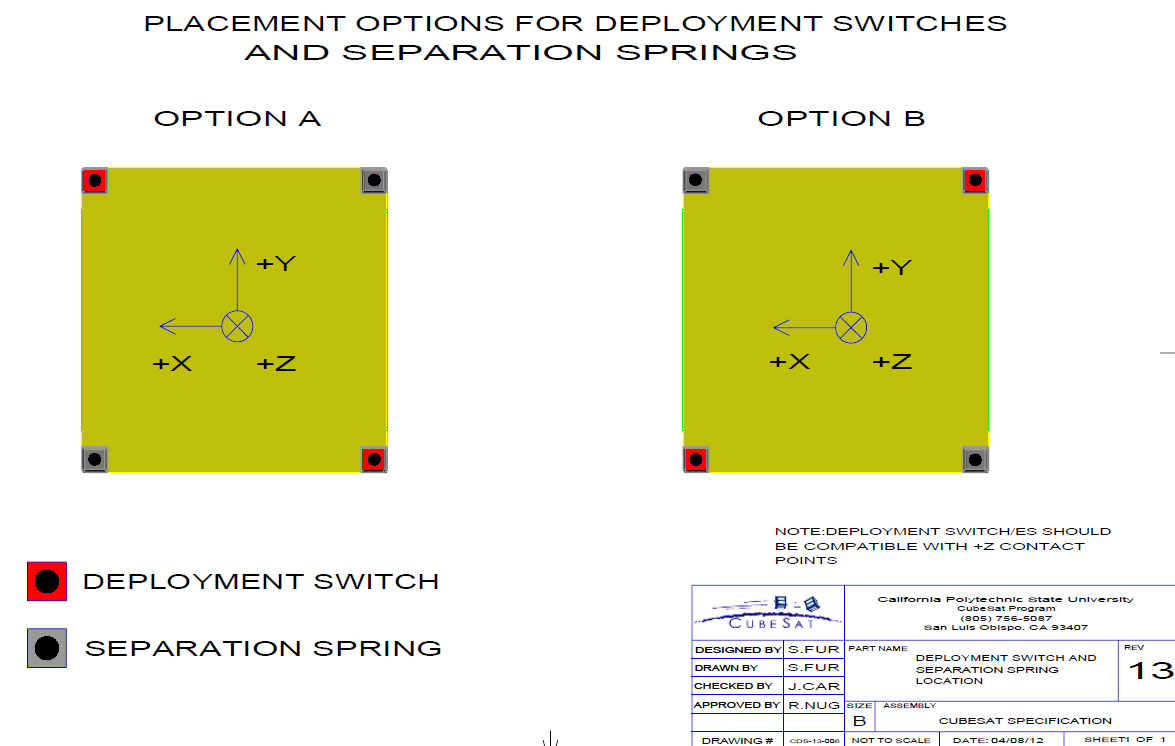 PLACEMENT OPTIONS FOR DEPLOYMENT SWITCHES
AND SEPARATION SPRINGS
OPTION A
OPTION B
+Y
+X
+Z
+Y
+X
+Z
NOTE:DEPLOYMENT SWITCH/ES SHOULD
BE COMPATIBLE WITH +Z CONTACT
POINTS
DEPLOYMENT SWITCH
SEPARATION SPRING
CUBESAT
California Polytechnic State University
CubeSat Program
(805) 756-5087
San Luis Obispo, CA 93407
DESIGNED BY S.FUR
DRAWN BY S.FUR
CHECKED BY J.CAR
APPROVED BY R.NUG
PART NAME
DEPLOYMENT SWITCH AND
SEPARATION SPRING
LOCATION
REV
13
SIZE
B
ASSEMBLY
CUBESAT SPECIFICATION
DRAWING # CDS-13-006
NOT TO SCALE
DATE: 04/08/12
SHEET1 OF 1